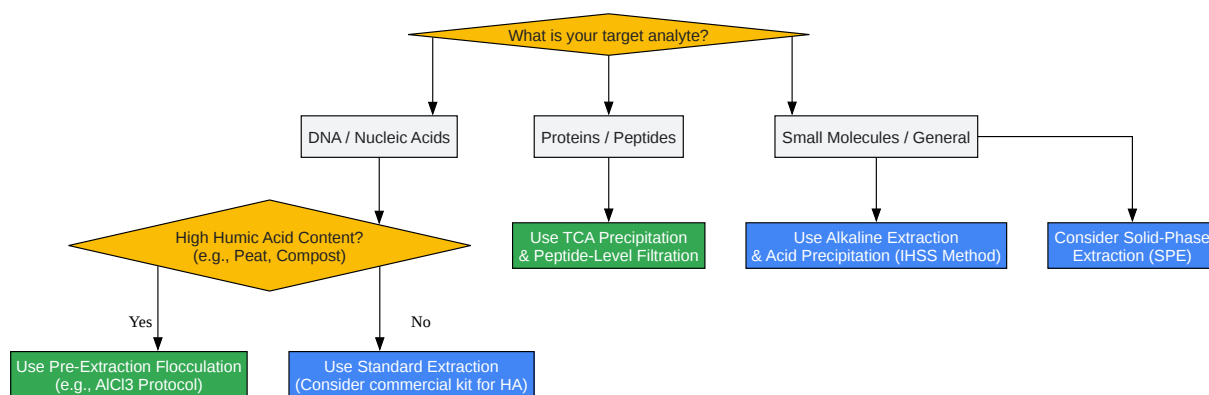 What is your target analyte?
DNA / Nucleic Acids
Proteins / Peptides
Small Molecules / General
High Humic Acid Content?
(e.g., Peat, Compost)
Use TCA Precipitation
& Peptide-Level Filtration
Use Alkaline Extraction
& Acid Precipitation (IHSS Method)
Consider Solid-Phase
Extraction (SPE)
Yes
No
Use Pre-Extraction Flocculation
(e.g., AlCl3 Protocol)
Use Standard Extraction
(Consider commercial kit for HA)